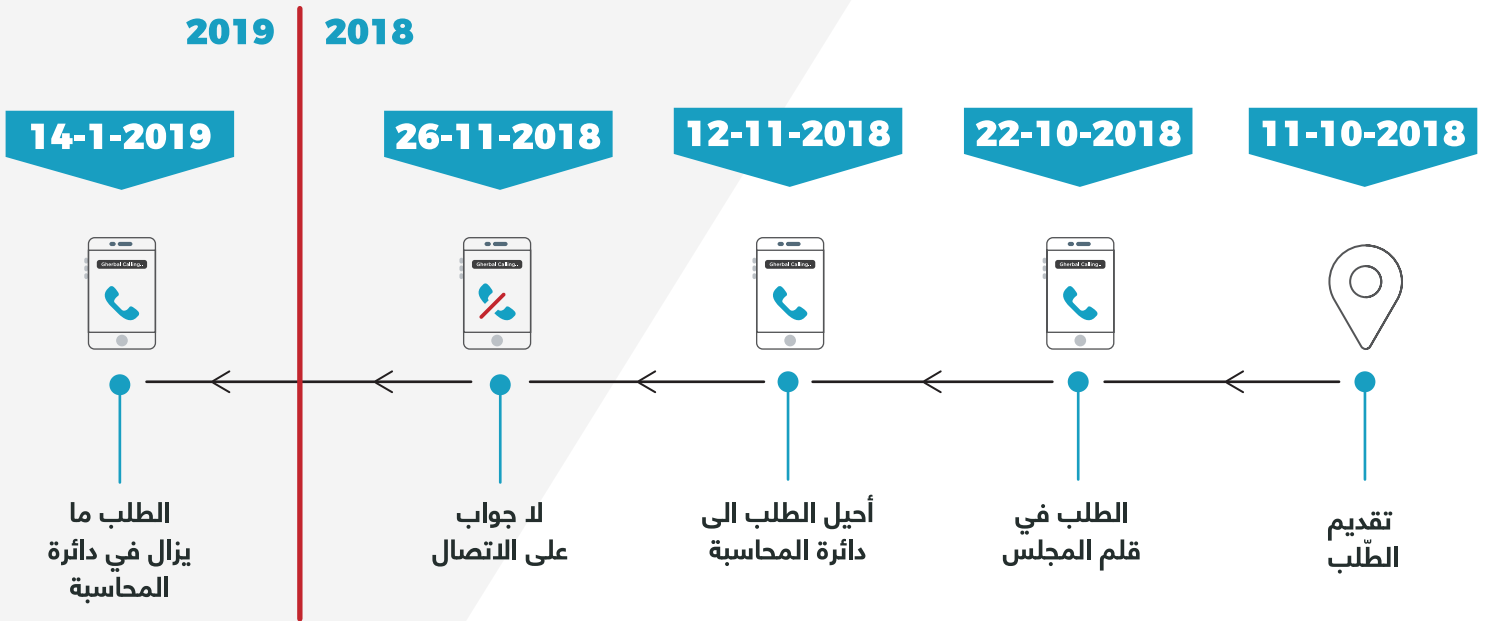 2018
2019
11-10-2018
22-10-2018
12-11-2018
26-11-2018
14-1-2019
Gherbal Calling..
Gherbal Calling..
Gherbal Calling..
Gherbal Calling..
تقديم
الطّلب
الطلب في
قلم المجلس
أحيل الطلب الى
دائرة المحاسبة
لا جواب
على الاتصال
الطلب ما
يزال في دائرة
المحاسبة